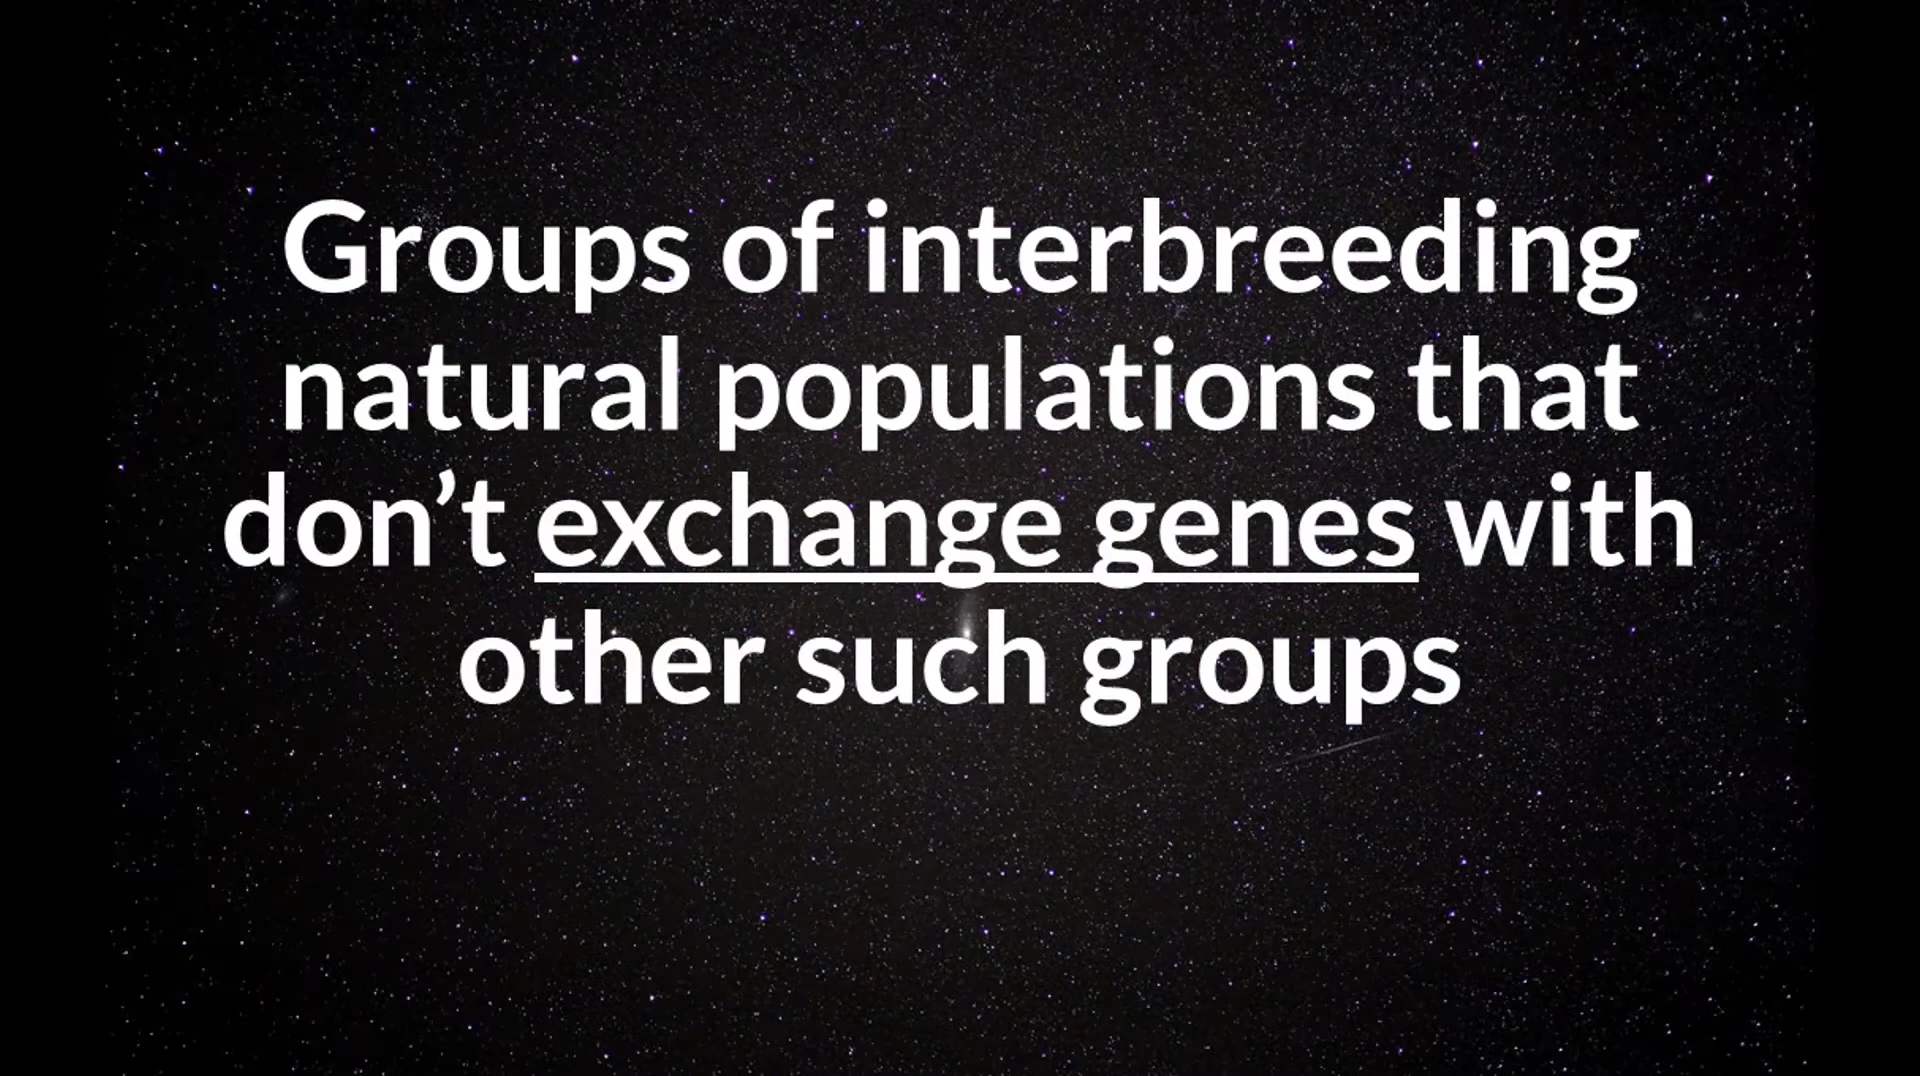 Groups of interbreeding
natural populations that
don’t exchange genes with
other such groups